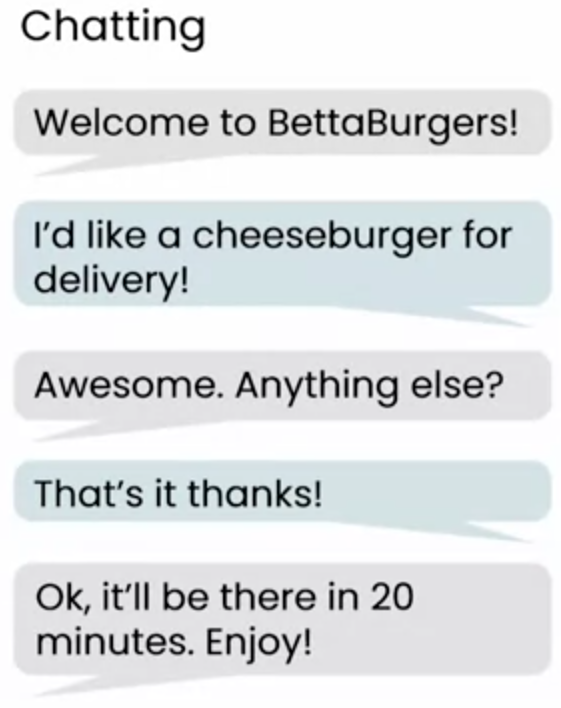 Chatting
Welcome to BettaBurgers!
I'd like a cheeseburger for
delivery!
Awesome. Anything else?
That's it thanks!
Ok, it'll be there in 20
minutes. Enjoy!